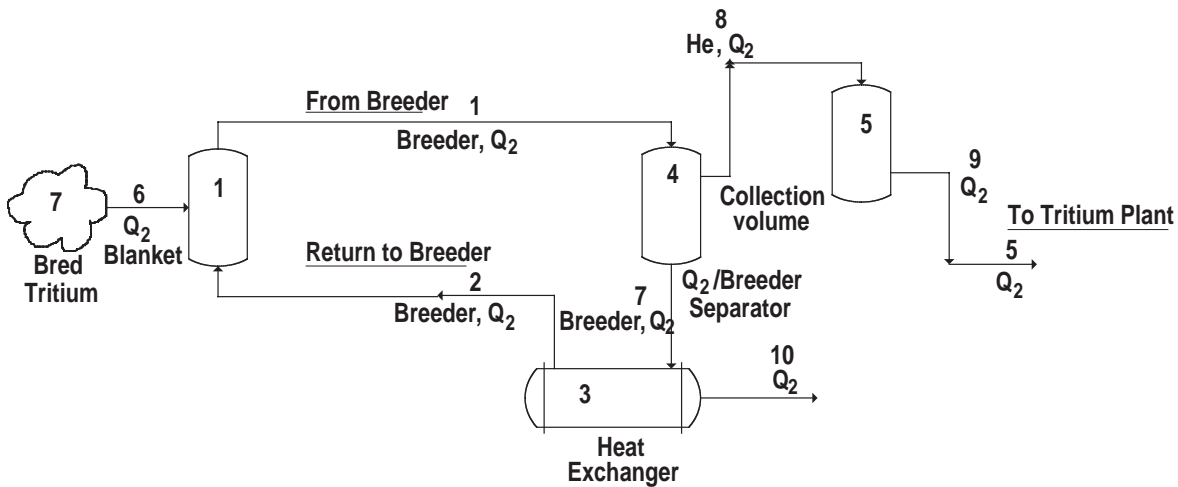 8
He, Q2
From Breeder
1
Breeder, Q2
5
7
6
Q2
Blanket
Bred
Tritium
1
4
Collection
volume
9
Q2
To Tritium Plant
5
Q2
Return to Breeder
2
Breeder, Q2
7
Breeder, Q2
Q2/Breeder
Separator
3
10
Q2
Heat
Exchanger